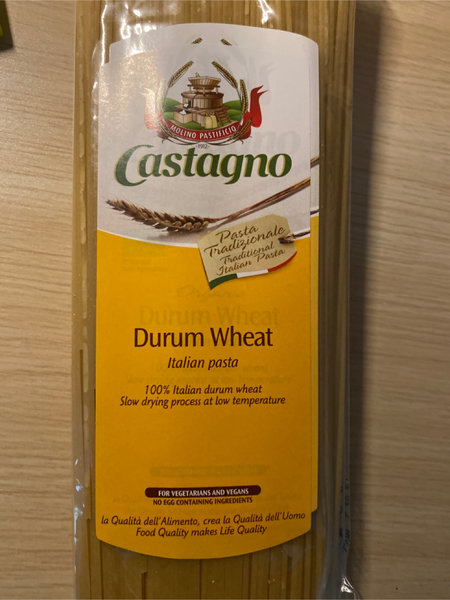 MOLINO PASTIFICIO
1912
Castagno
Pasta
Tradizionale
Traditional
Italian Pasta
Durum Wheat
Italian pasta
100% Italian durum wheat
Slow drying process at low temperature
FOR VEGETARIANS AND VEGANS
NO EGG CONTAINING INGREDIENTS
la Qualità dell'Alimento, crea la Qualità dell'Uomo
Food Quality makes Life Quality